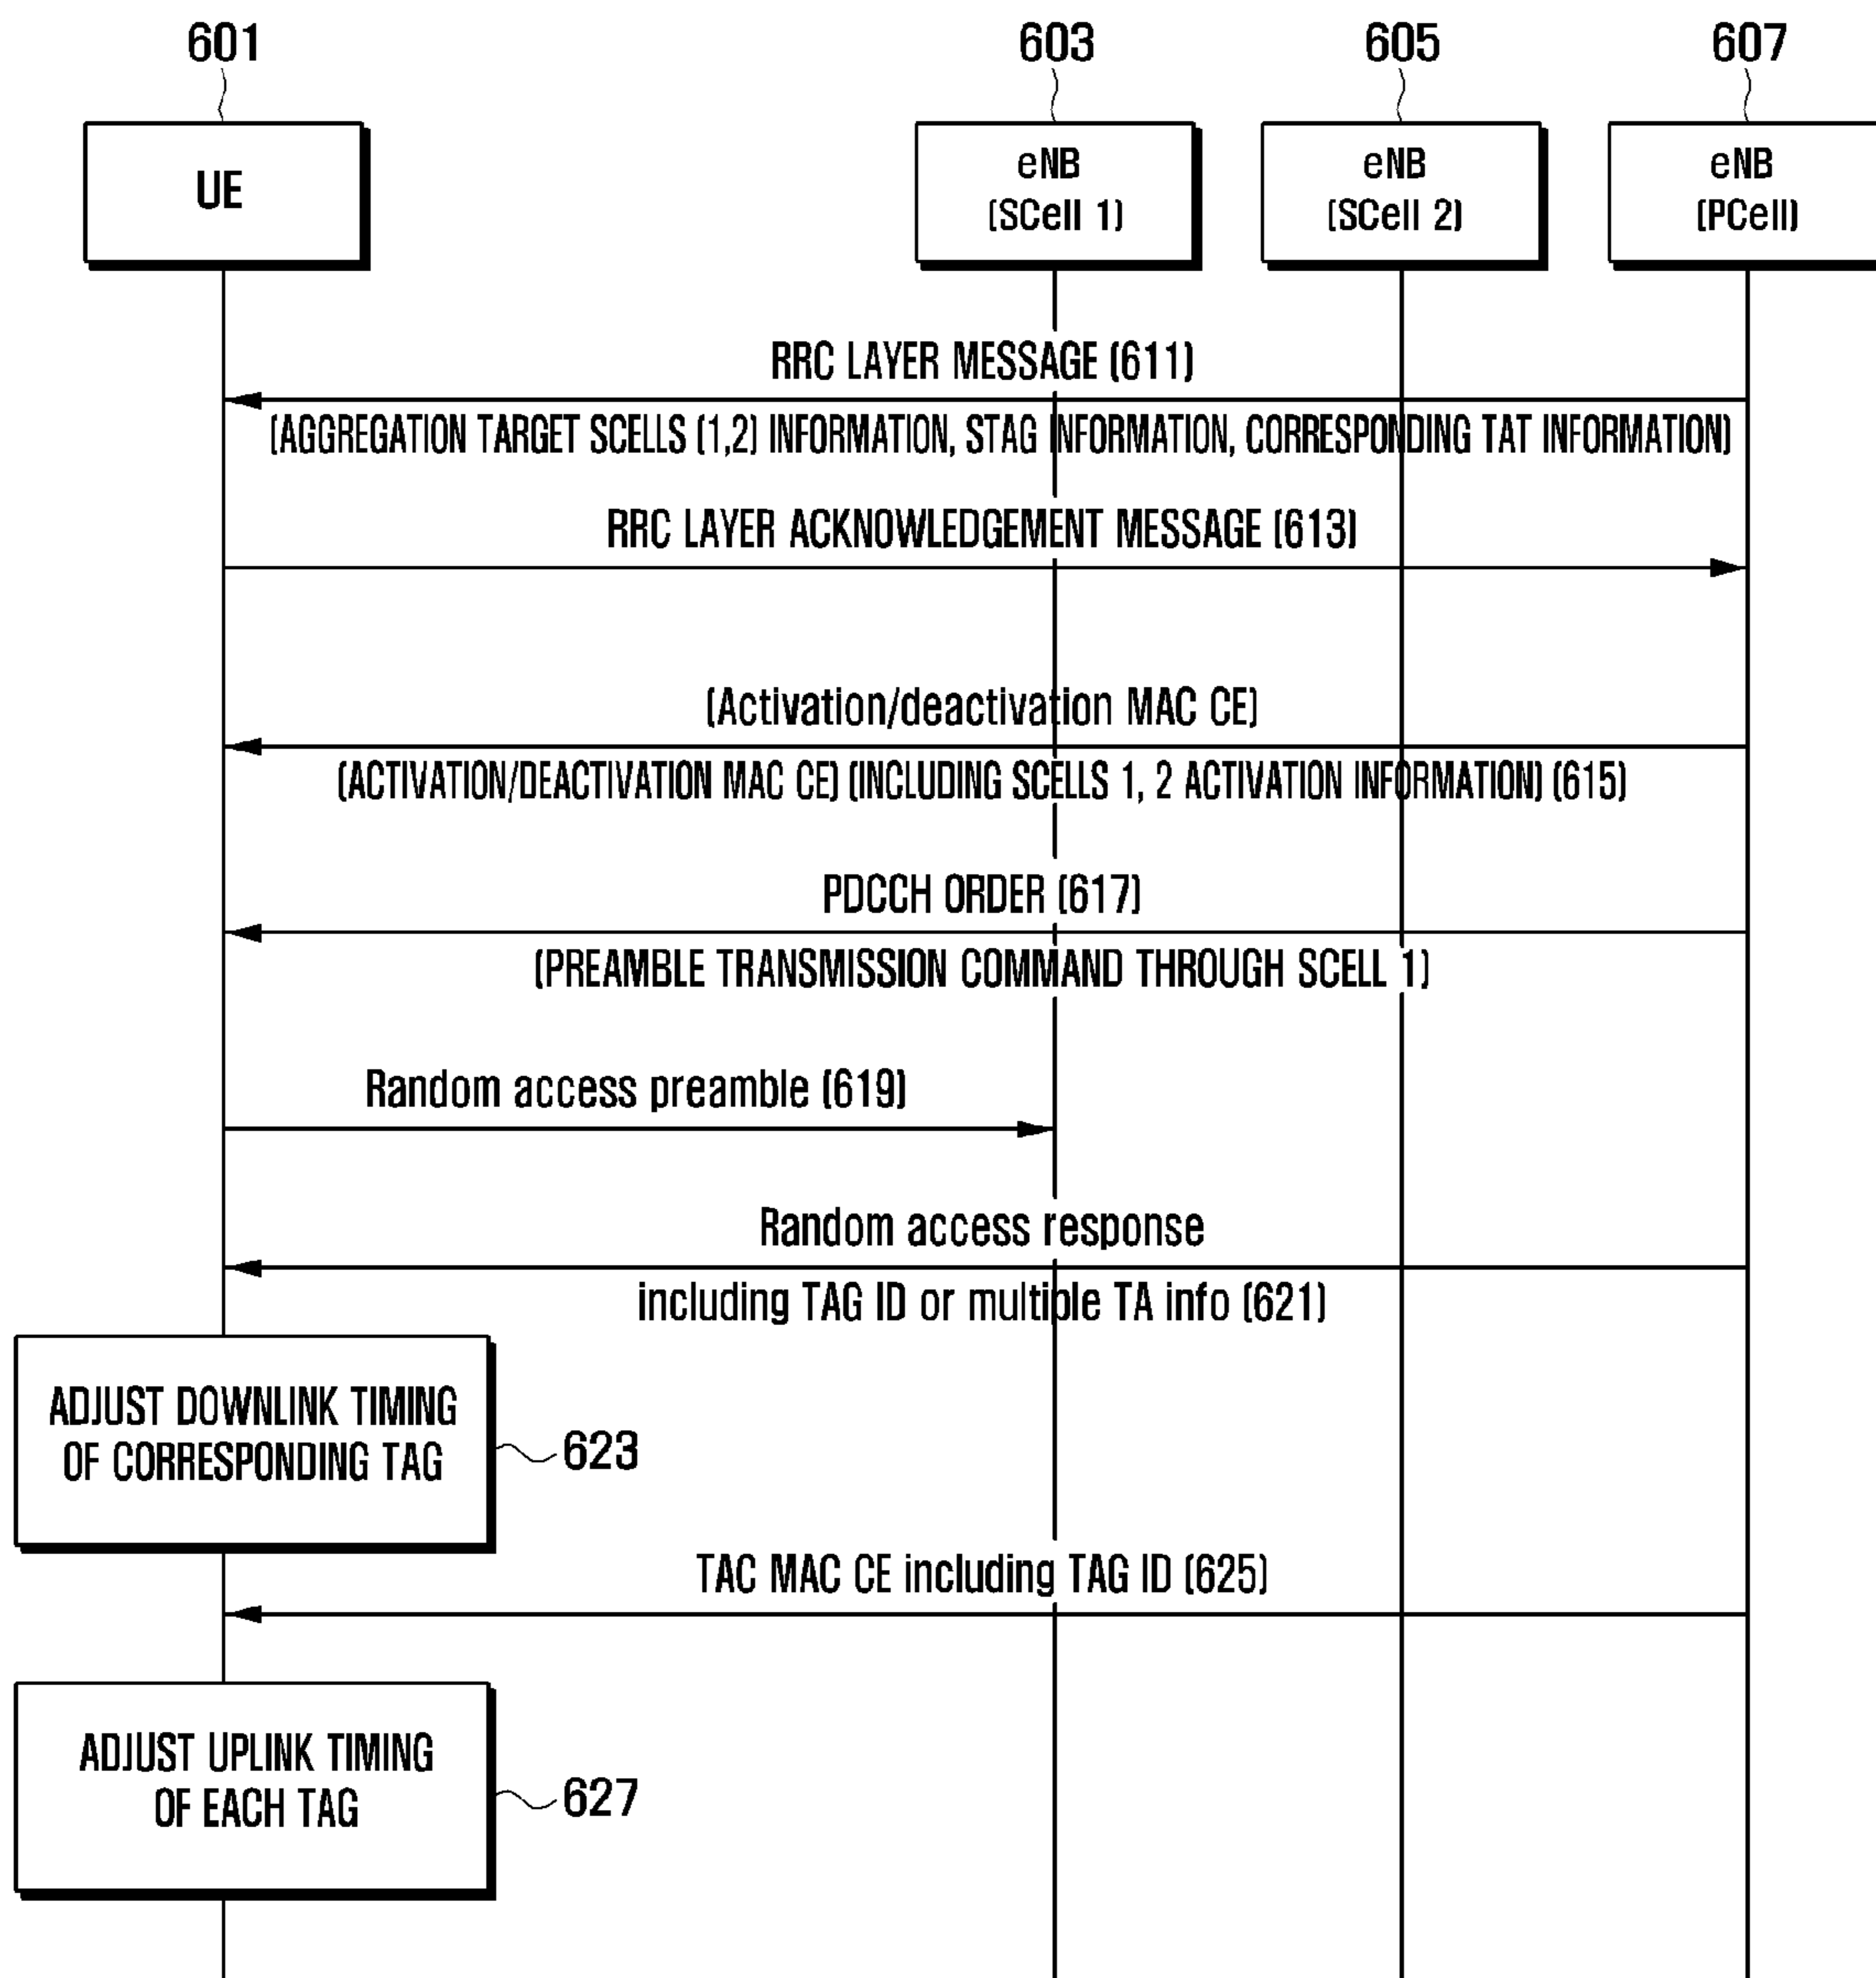 601
603
605
607
UE
eNB
(SCell 1)
eNB
(SCell 2)
eNB
(PCell)
RRC LAYER MESSAGE (611)
(AGGREGATION TARGET SCELLS (1,2) INFORMATION, STAG INFORMATION, CORRESPONDING TAT INFORMATION)
RRC LAYER ACKNOWLEDGEMENT MESSAGE (613)
(Activation/deactivation MAC CE)
(ACTIVATION/DEACTIVATION MAC CE) (INCLUDING SCELLS 1, 2 ACTIVATION INFORMATION) (615)
PDCCH ORDER (617)
(PREAMBLE TRANSMISSION COMMAND THROUGH SCELL 1)
Random access preamble (619)
Random access response
including TAG ID or multiple TA info (621)
ADJUST DOWNLINK TIMING
OF CORRESPONDING TAG
623
TAC MAC CE including TAG ID (625)
ADJUST UPLINK TIMING
OF EACH TAG
627